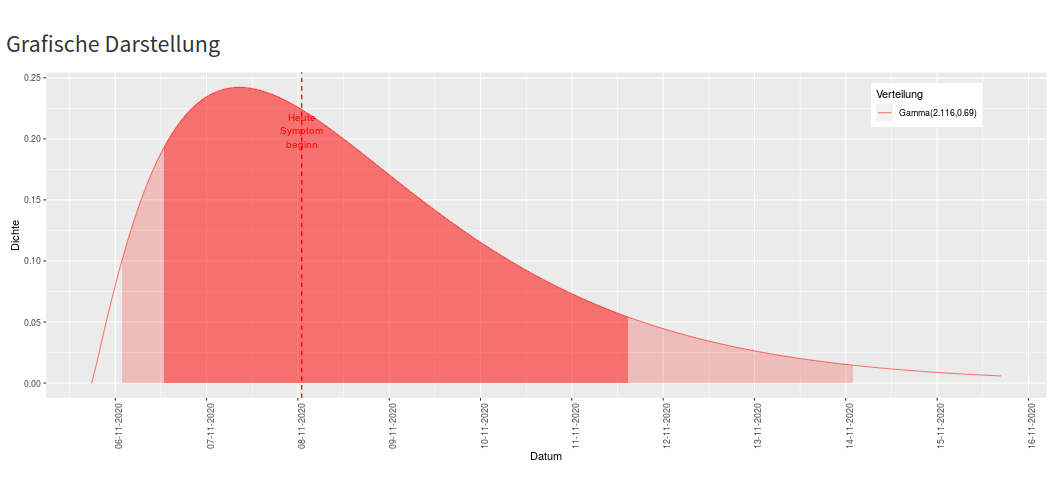 Grafische Darstellung
0.25
0.20
0.15
0.10
0.05
0.00
Dichte
Heute
Symptom
beginn
Verteilung
Gamma(2.116,0.69)
06-11-2020
07-11-2020
08-11-2020
09-11-2020
10-11-2020
11-11-2020
12-11-2020
13-11-2020
14-11-2020
15-11-2020
16-11-2020
Datum